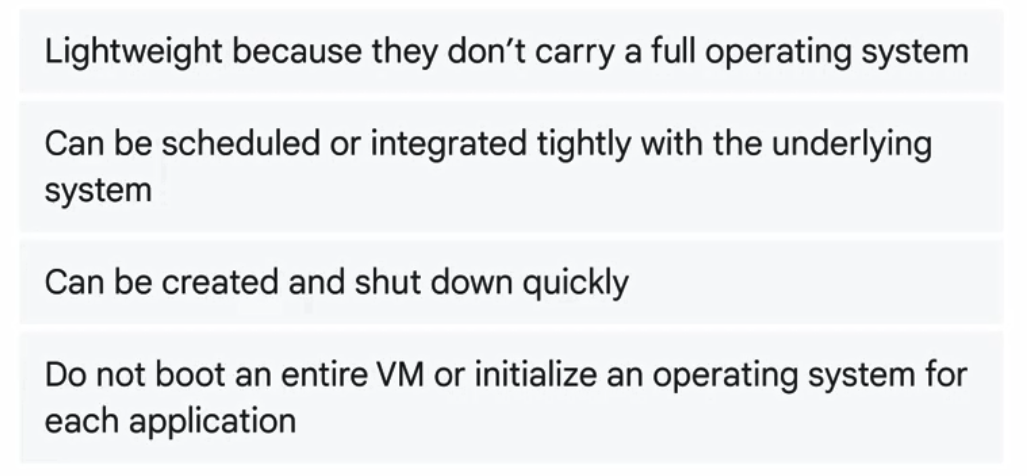 Lightweight because they don’t carry a full operating system
Can be scheduled or integrated tightly with the underlying
system
Can be created and shut down quickly
Do not boot an entire VM or initialize an operating system for
each application